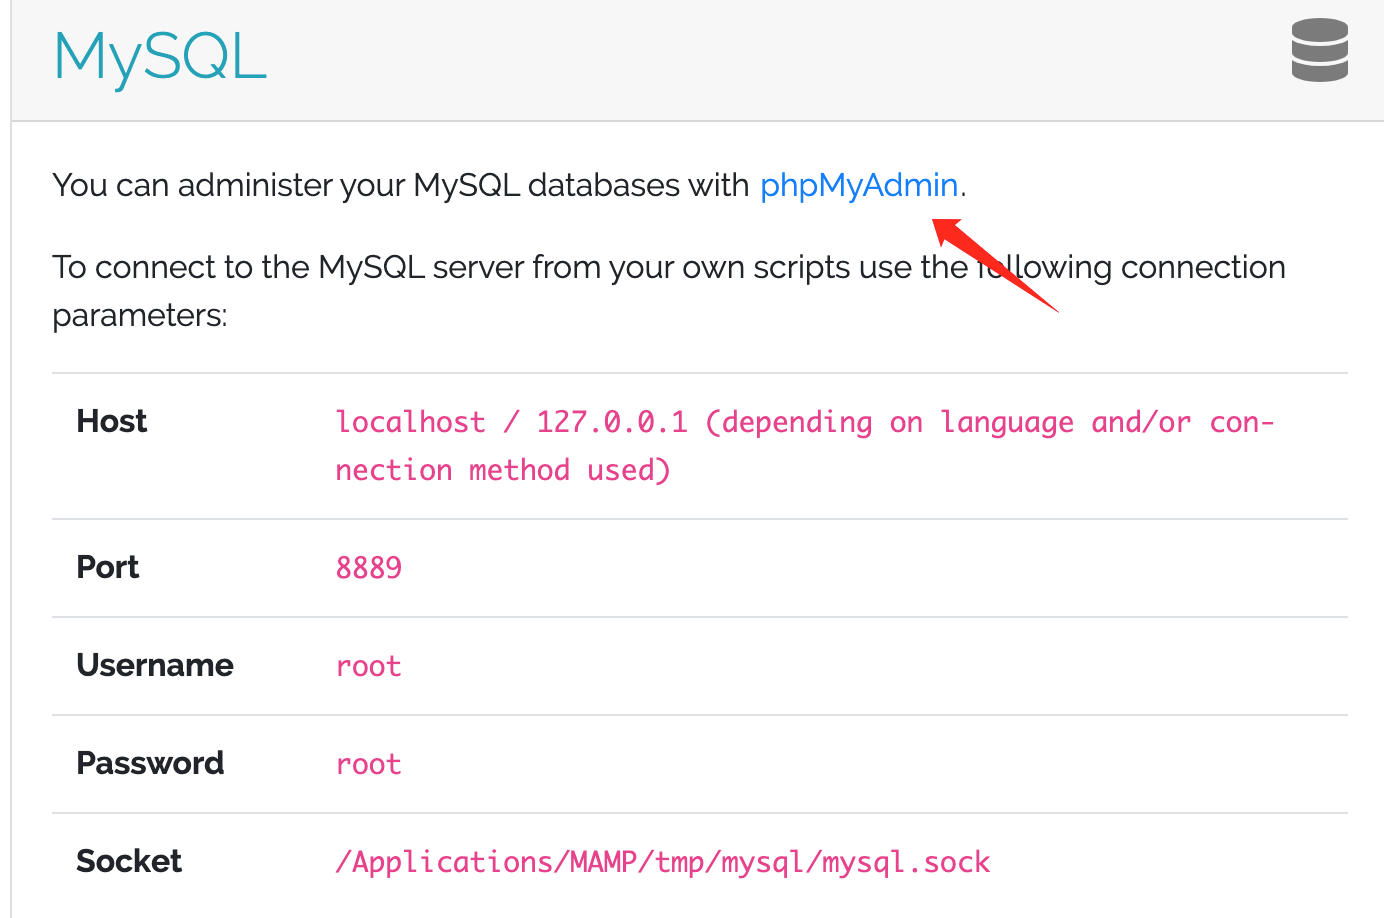 MySQL
You can administer your MySQL databases with phpMyAdmin.
To connect to the MySQL server from your own scripts use the following connection
parameters:
Host localhost / 127.0.0.1 (depending on language and/or con-
nection method used)
Port 8889
Username root
Password root
Socket /Applications/MAMP/tmp/mysql/mysql.sock